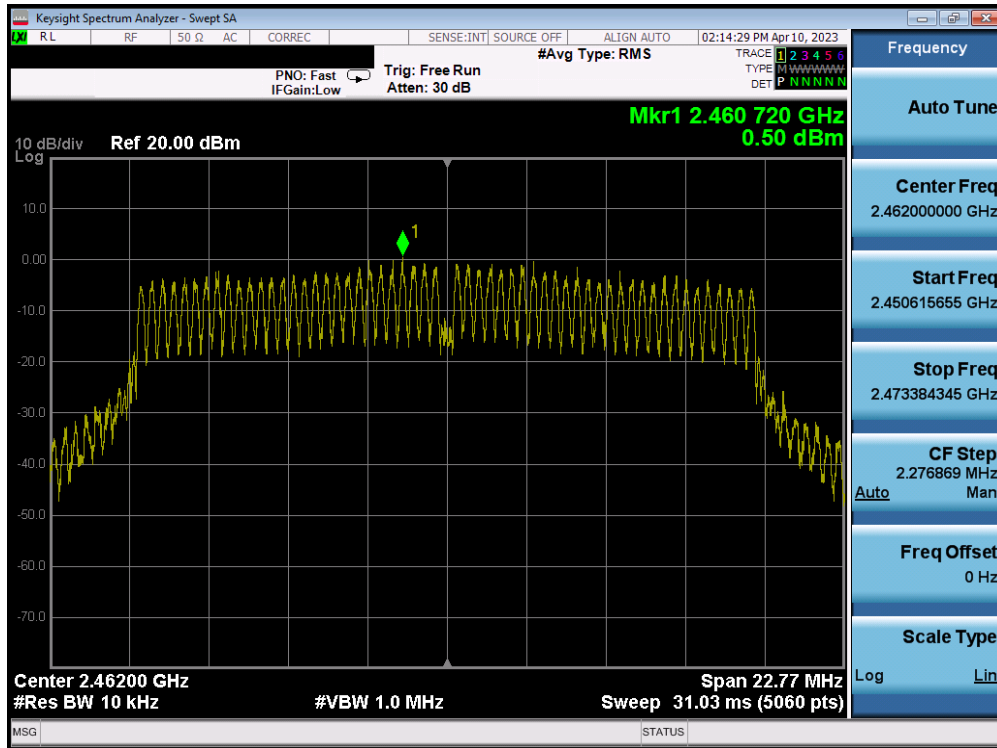 Keysight Spectrum Analyzer - Swept SA
LXI RL RF 50 Ω AC CORREC SENSE:INT SOURCE OFF ALIGN AUTO 02:14:29 PM Apr 10, 2023
#Avg Type: RMS
TRACE 1 2 3 4 5 6
PNO: Fast Trig: Free Run
TYPE M WWWWW
IFGain:Low Atten: 30 dB
DET P N N N N N
Mkr1 2.460 720 GHz
0.50 dBm
10 dB/div Ref 20.00 dBm
Log
1
10.0
0.00
-10.0
-20.0
-30.0
-40.0
-50.0
-60.0
-70.0
Center 2.46200 GHz Span 22.77 MHz
#Res BW 10 kHz #VBW 1.0 MHz Sweep 31.03 ms (5060 pts)
MSG STATUS
Frequency
Auto Tune
Center Freq
2.462000000 GHz
Start Freq
2.450615655 GHz
Stop Freq
2.473384345 GHz
CF Step
2.276869 MHz
Auto Man
Freq Offset
0 Hz
Scale Type
Log Lin